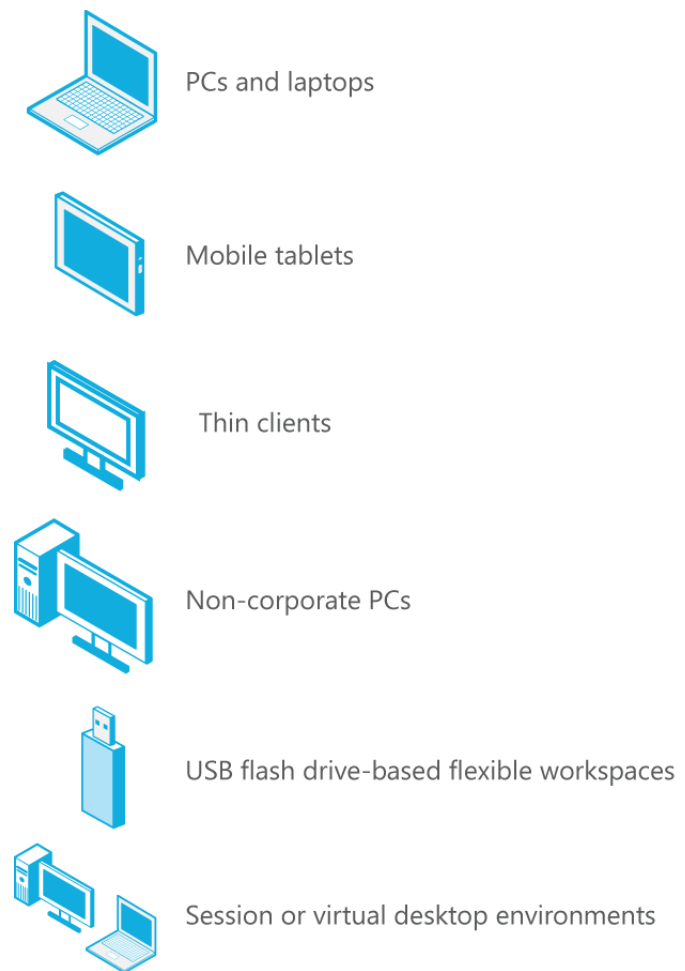 PCs and laptops
Mobile tablets
Thin clients
Non-corporate PCs
USB flash drive-based flexible workspaces
Session or virtual desktop environments